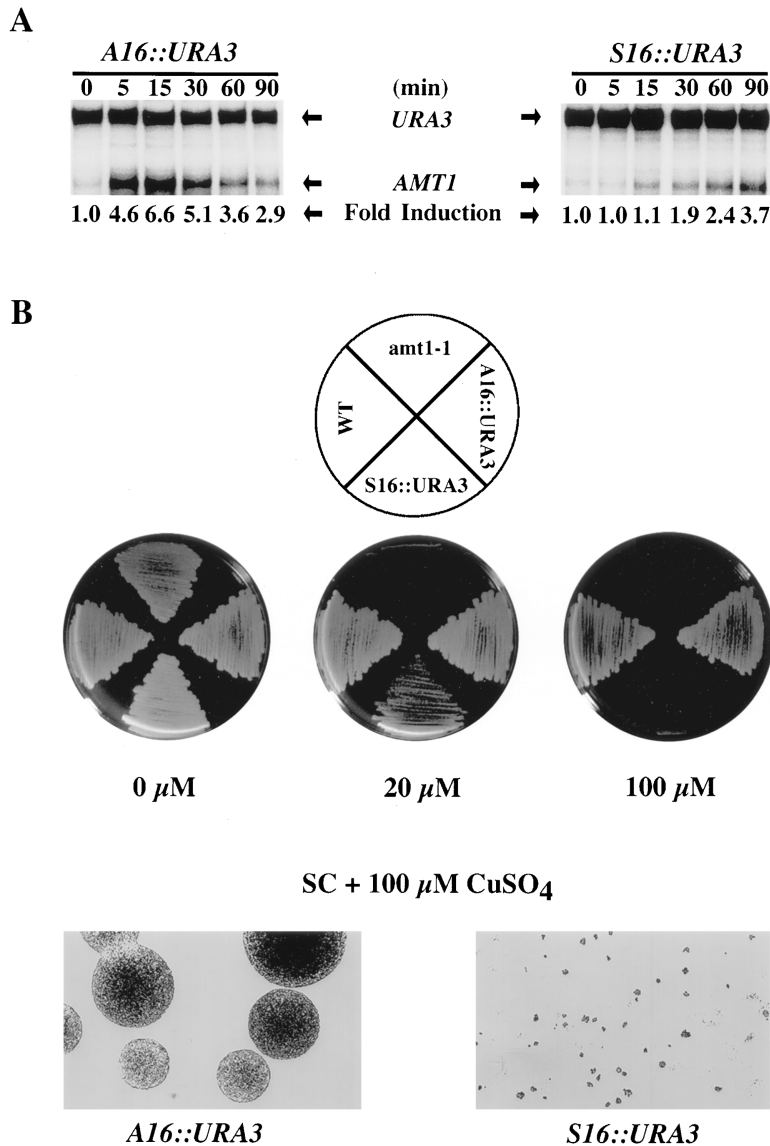 A
A16::URA3
S16::URA3
0 5 15 30 60 90
(min)
0 5 15 30 60 90
URA3
AMT1
1.0 4.6 6.6 5.1 3.6 2.9
Fold Induction
1.0 1.0 1.1 1.9 2.4 3.7
B
amt1-1
A16::URA3
WT
S16::URA3
0 µM
20 µM
100 µM
SC + 100 µM CuSO4
A16::URA3
S16::URA3